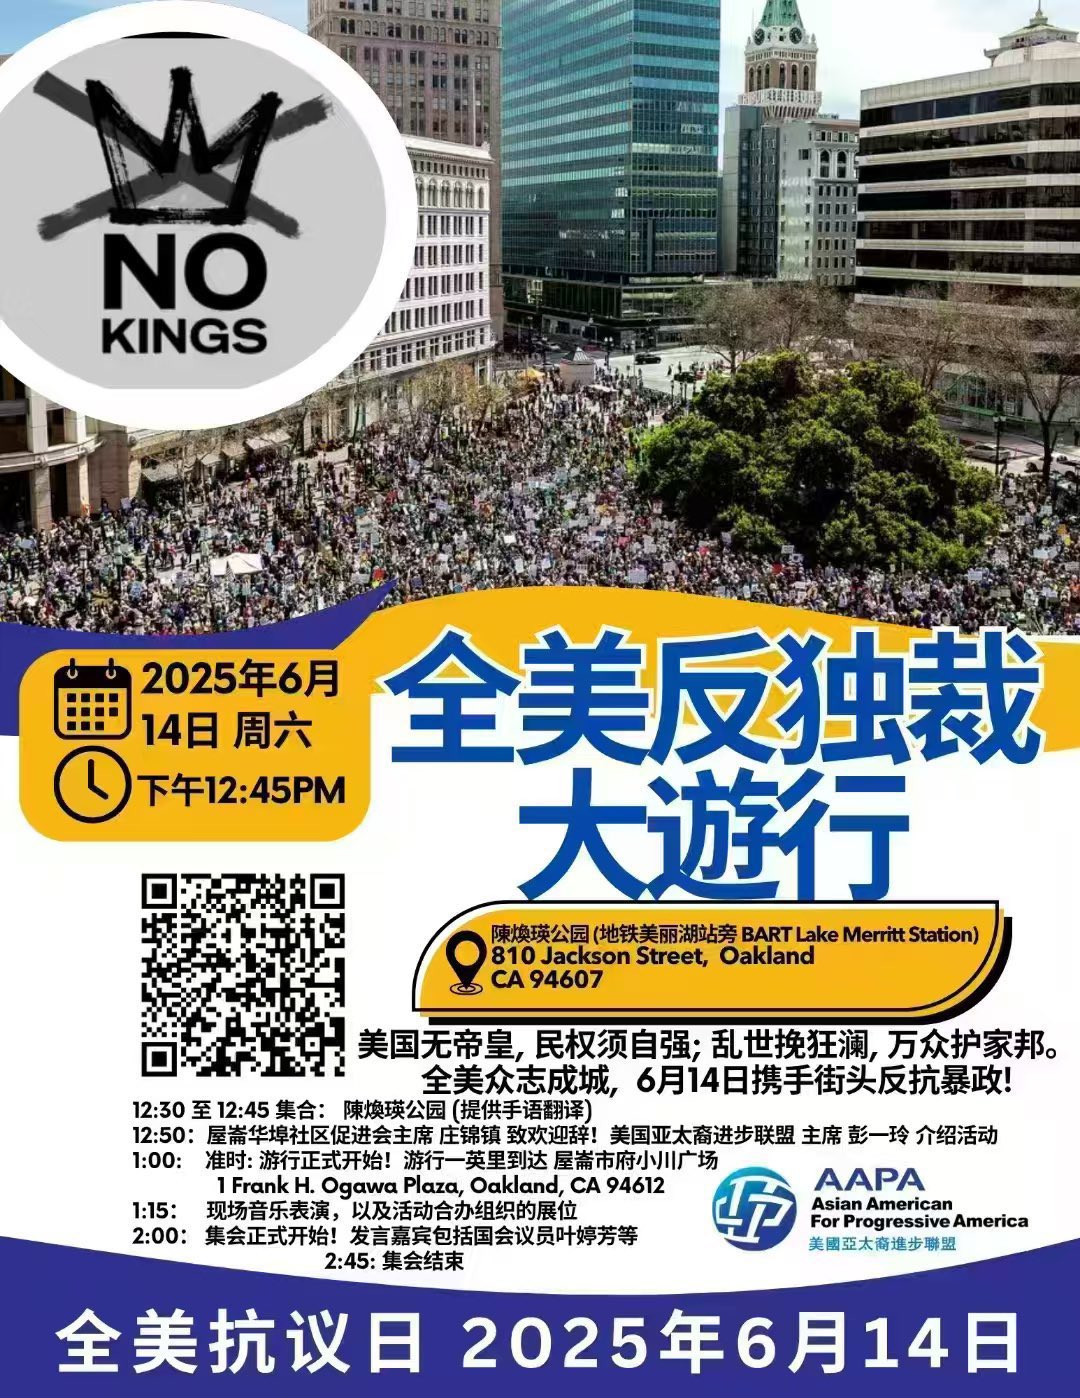 NO
KINGS
2025年6月
14日 周六
下午12:45PM
全美反独裁
大遊行
陳煥瑛公园 (地铁美丽湖站旁 BART Lake Merritt Station)
810 Jackson Street, Oakland
CA 94607
美国无帝皇, 民权须自强; 乱世挽狂澜, 万众护家邦。
全美众志成城, 6月14日携手街头反抗暴政!
12:30 至 12:45 集合: 陳煥瑛公园 (提供手语翻译)
12:50: 屋崙华埠社区促进会主席 庄锦镇 致欢迎辞! 美国亚太裔进步联盟 主席 彭一玲 介绍活动
1:00: 准时: 游行正式开始! 游行一英里到达 屋崙市府小川广场
1 Frank H. Ogawa Plaza, Oakland, CA 94612
1:15: 现场音乐表演, 以及活动合办组织的展位
2:00: 集会正式开始! 发言嘉宾包括国会议员叶婷芳等
2:45: 集会结束
AAPA
Asian American
For Progressive America
美國亞太裔進步聯盟
全美抗议日 2025年6月14日